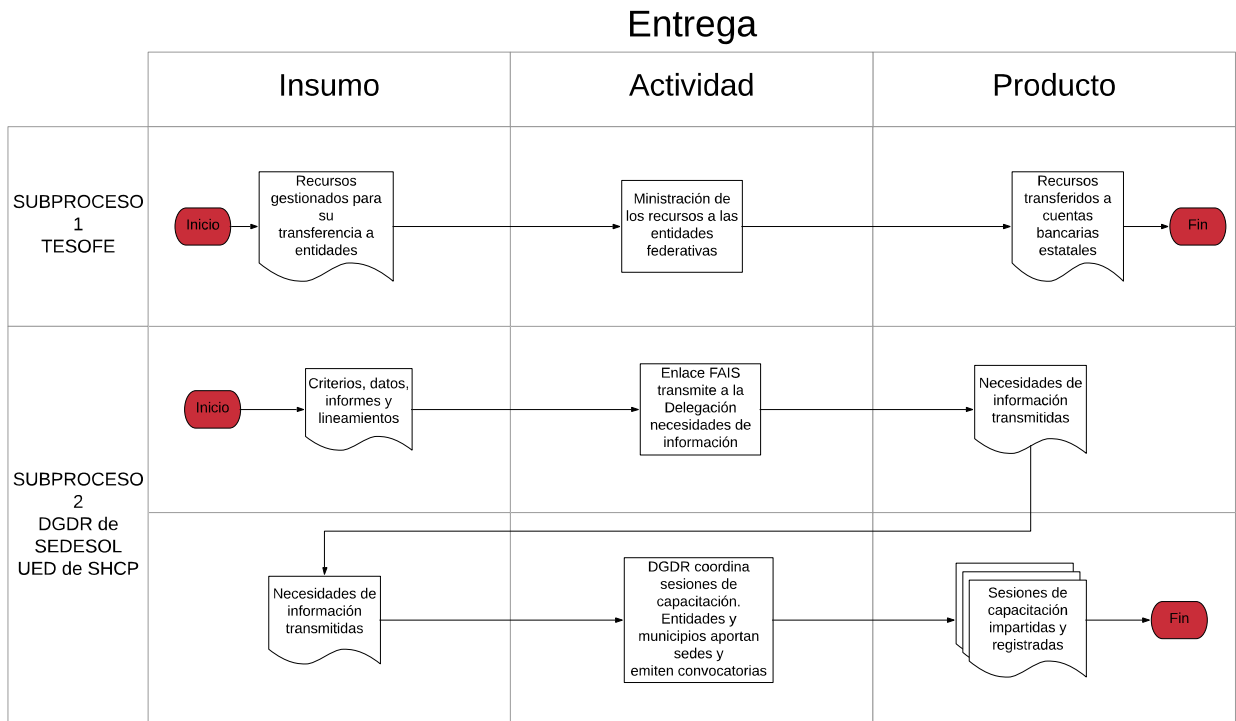 Entrega
Insumo
Actividad
Producto
SUBPROCESO
1
TESOFE
Inicio
Recursos
gestionados para
su
transferencia a
entidades
Ministración de
los recursos a las
entidades
federativas
Recursos
transferidos a
cuentas
bancarias
estatales
Fin
SUBPROCESO
2
DGDR de
SEDESOL
UED de SHCP
Inicio
Criterios, datos,
informes y
lineamientos
Enlace FAIS
transmite a la
Delegación
necesidades de
información
Necesidades de
información
transmitidas
Necesidades de
información
transmitidas
DGDR coordina
sesiones de
capacitación.
Entidades y
municipios aportan
sedes y
emiten convocatorias
Sesiones de
capacitación
impartidas y
registradas
Fin